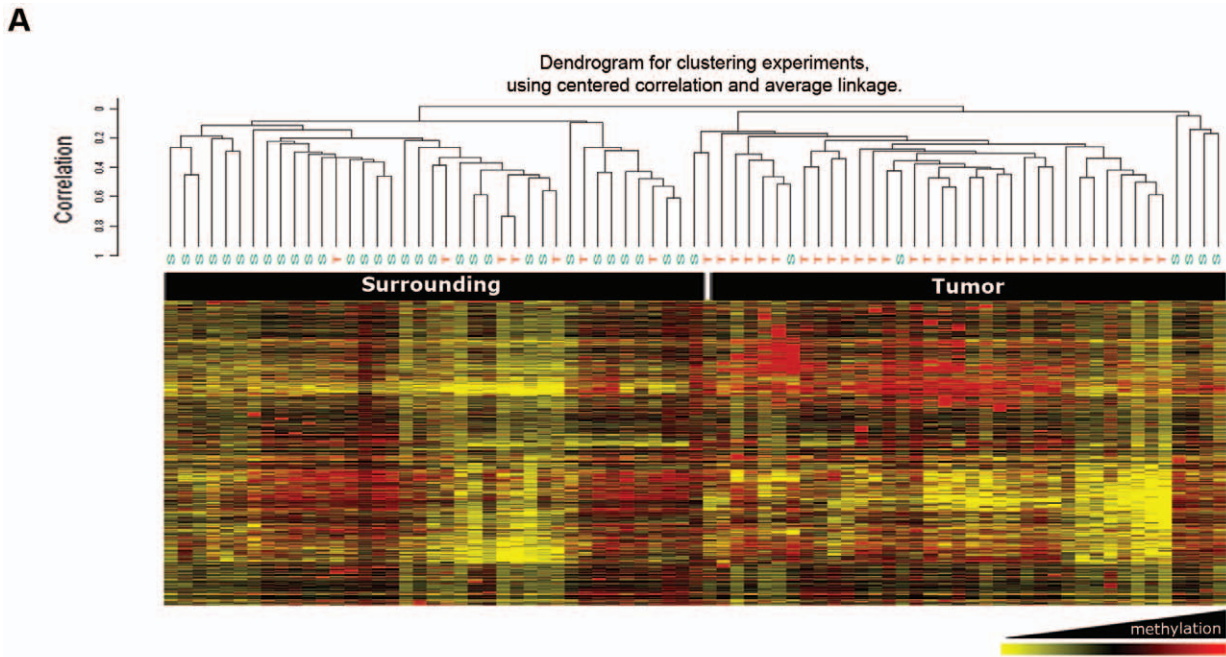 A
Dendrogram for clustering experiments,
using centered correlation and average linkage.
Correlation
0
0.2
0.4
0.6
0.8
1
S S S S S S S S S S S S T S S S S S S S T S S S T T S S T S T S S S S T S S S T T T T T T S T T T T T T T S T T T T T T T T T T T T T T T T T T T S S S S
Surrounding
Tumor
methylation